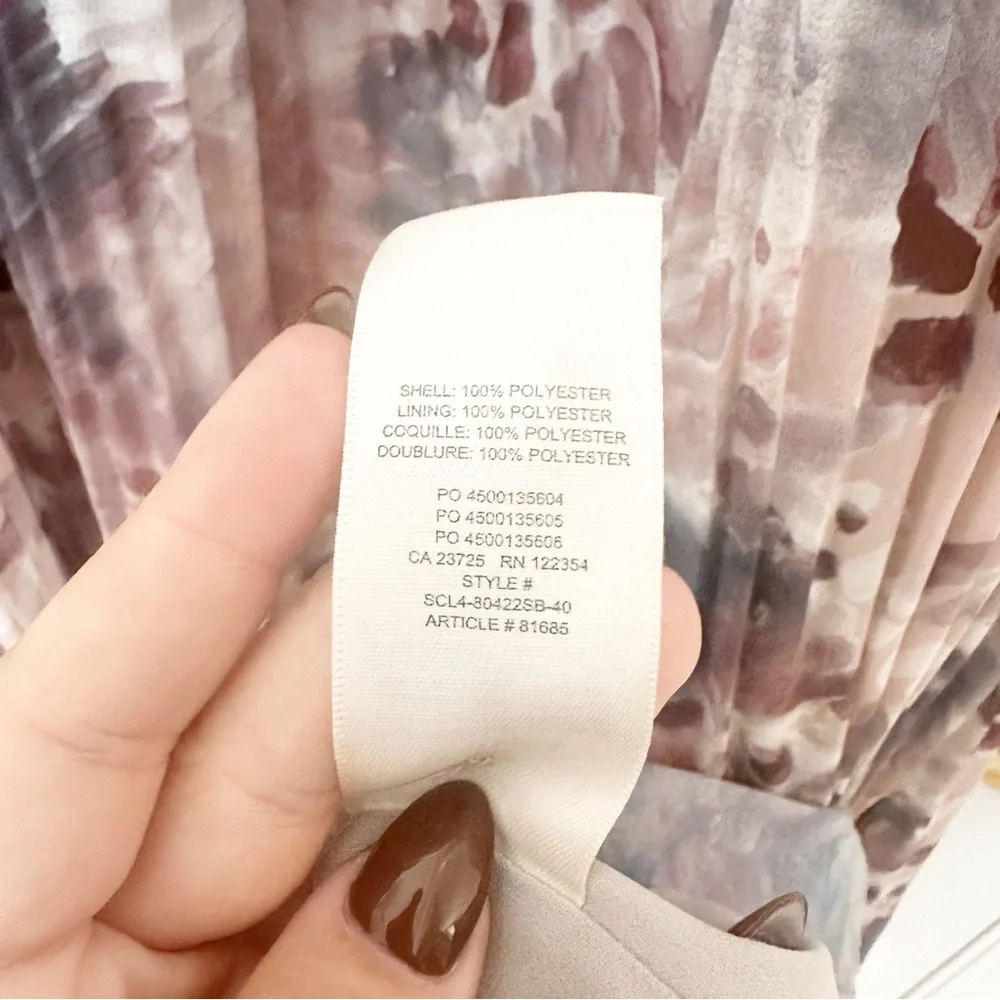 SHELL: 100% POLYESTER
LINING: 100% POLYESTER
COQUILLE: 100% POLYESTER
DOUBLURE: 100% POLYESTER
PO 4500135604
PO 4500135605
PO 4500135606
CA 23725 RN 122354
STYLE #
SCL4-80422SB-40
ARTICLE # 81685